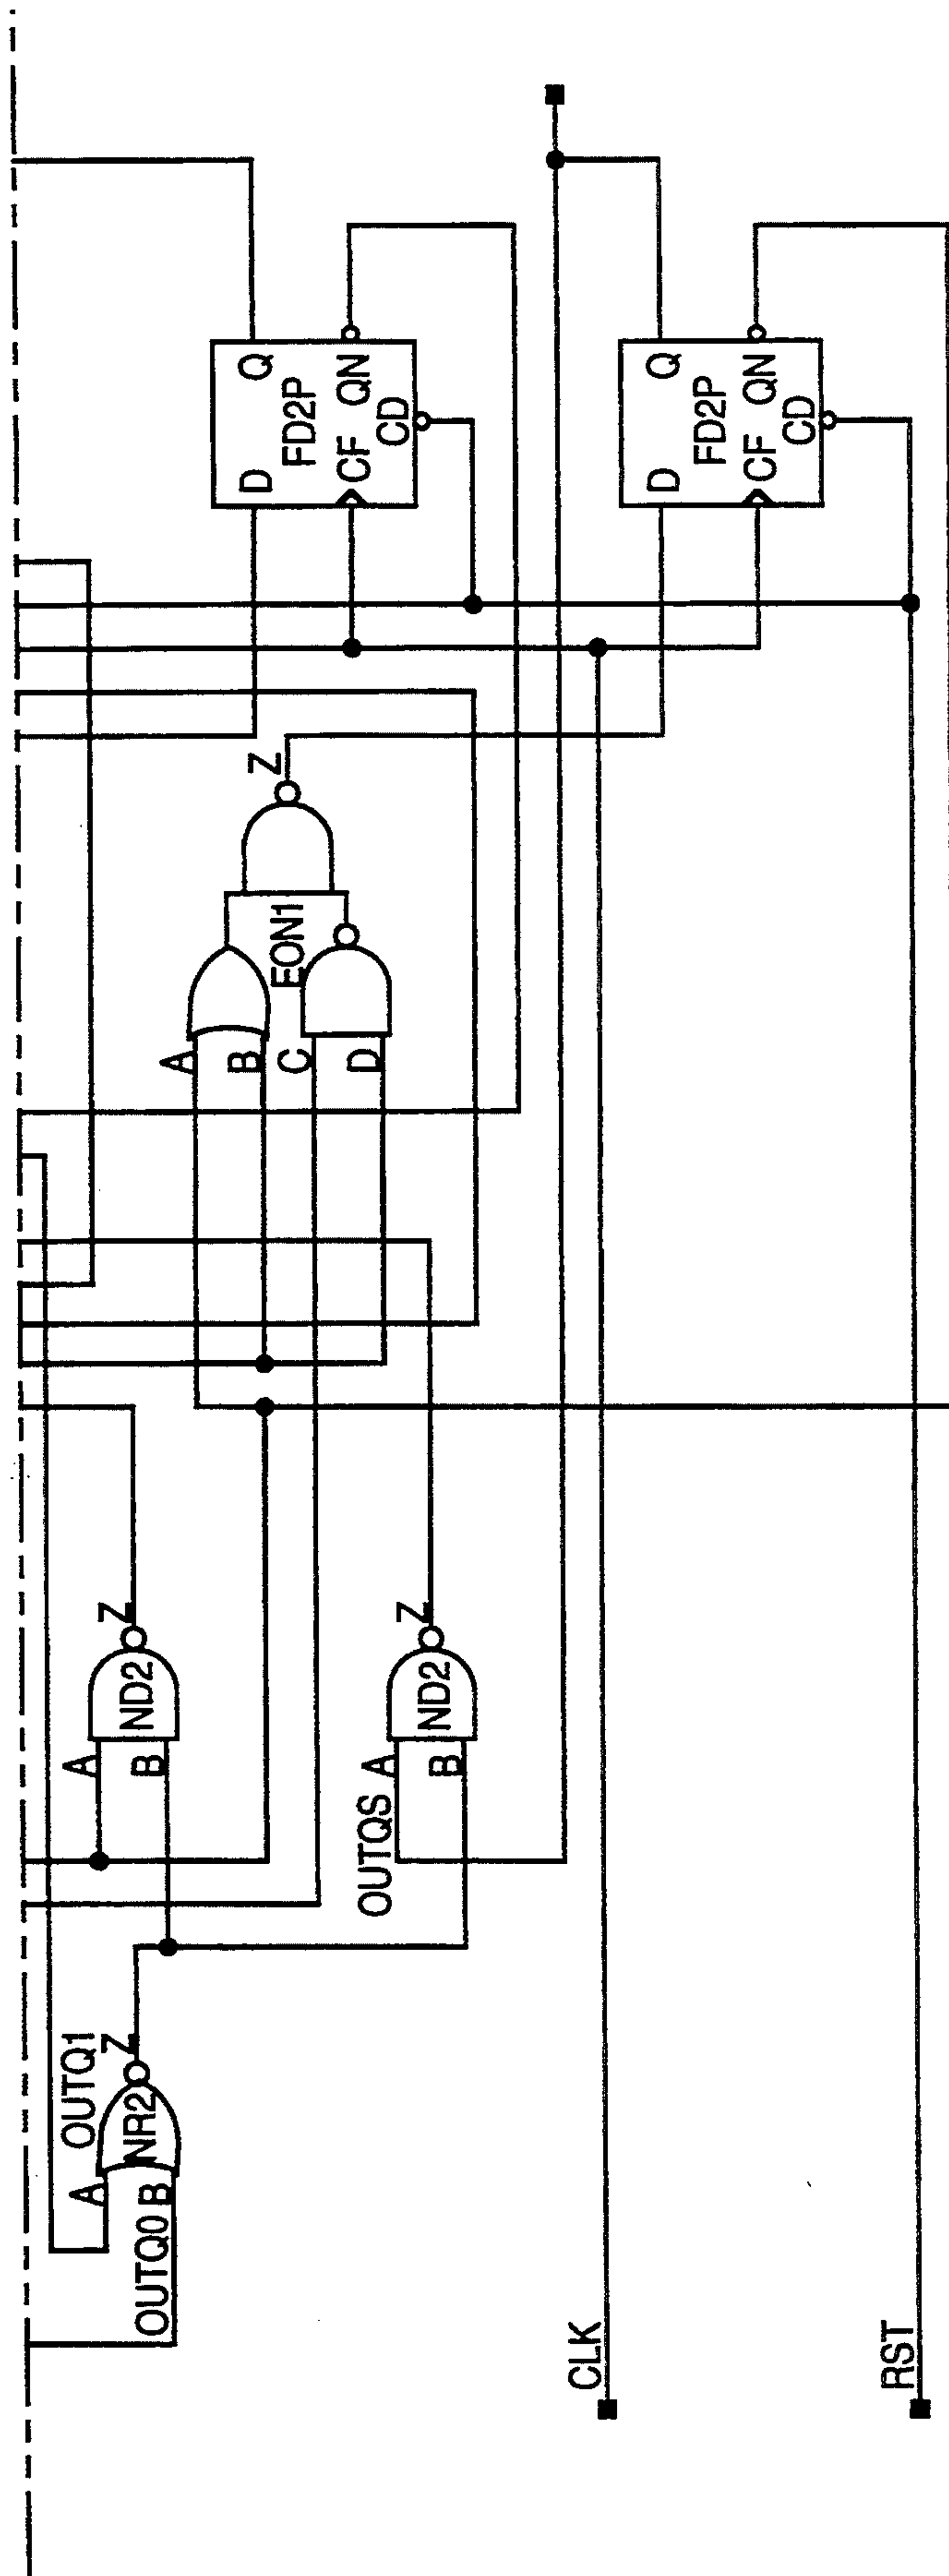 OUTQ1
A
Z
NR2
OUTQ0
B
A
Z
ND2
B
OUTQS
A
Z
ND2
B
A
B
EON1
C
D
Z
D
Q
FD2P
CF
QN
CD
D
Q
FD2P
CF
QN
CD
CLK
RST